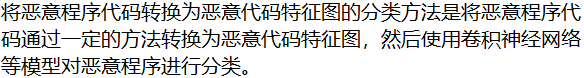 将恶意程序代码转换为恶意代码特征图的分类方法是将恶意程序代
码通过一定的方法转换为恶意代码特征图，然后使用卷积神经网络
等模型对恶意程序进行分类。